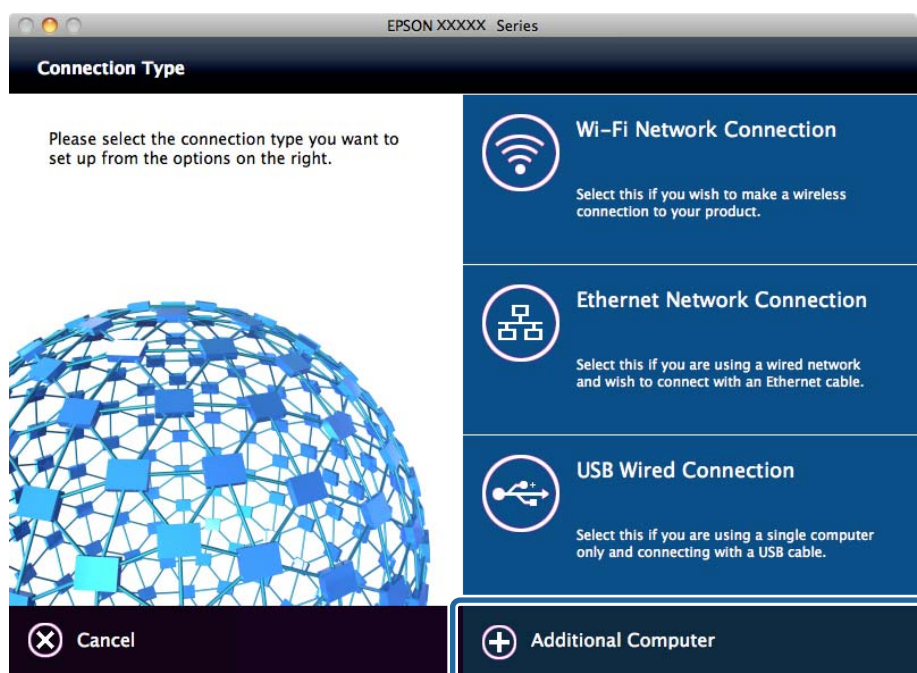 EPSON XXXXX Series
Connection Type
Please select the connection type you want to
set up from the options on the right.
Wi-Fi Network Connection
Select this if you wish to make a wireless
connection to your product.
Ethernet Network Connection
Select this if you are using a wired network
and wish to connect with an Ethernet cable.
USB Wired Connection
Select this if you are using a single computer
only and connecting with a USB cable.
Cancel
Additional Computer